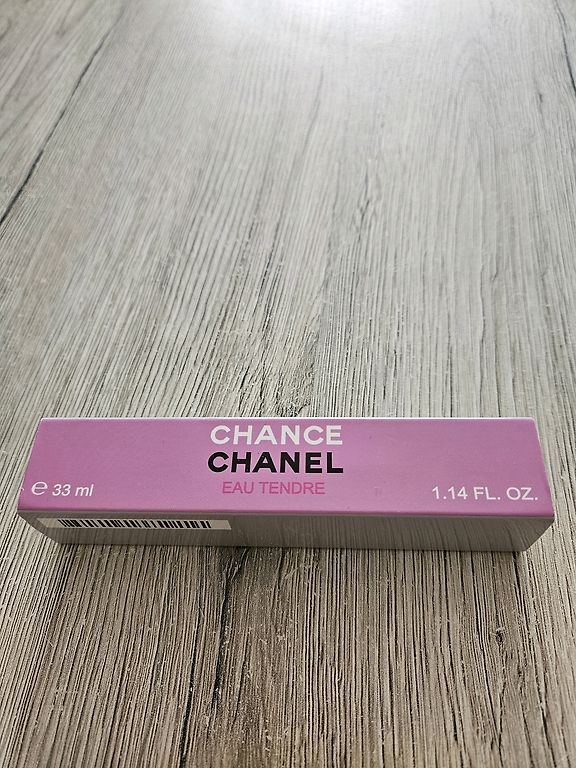 CHANCE
CHANEL
EAU TENDRE
℮ 33 ml
1.14 FL. OZ.